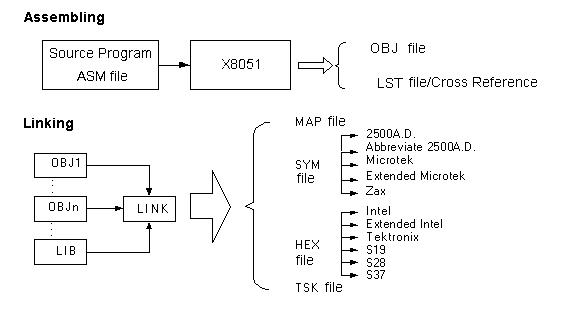 Assembling
Source Program
ASM file
X8051
OBJ file
LST file/Cross Reference
Linking
OBJ1
OBJn
LIB
LINK
MAP file
SYM
file
2500A.D.
Abbreviate 2500A.D.
Microtek
Extended Microtek
Zax
HEX
file
Intel
Extended Intel
Tektronix
S19
S28
S37
TSK file